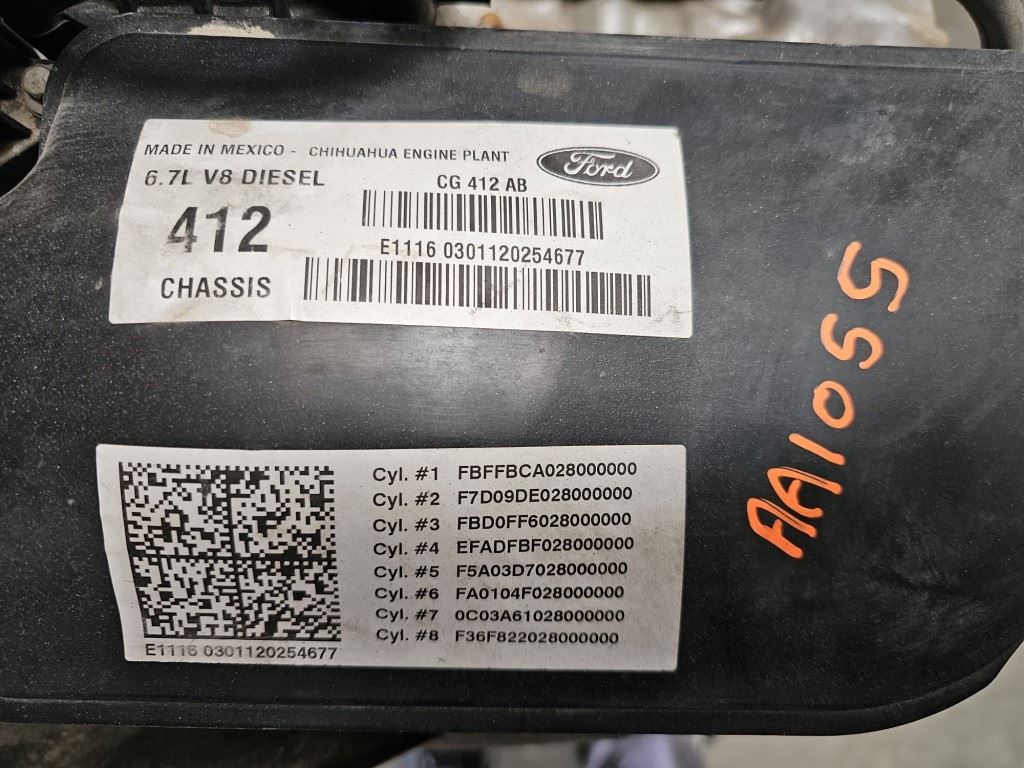 MADE IN MEXICO - CHIHUAHUA ENGINE PLANT
Ford
6.7L V8 DIESEL
CG 412 AB
412
E1116 0301120254677
CHASSIS
AA1055
Cyl. #1 FBFFBCA028000000
Cyl. #2 F7D09DE028000000
Cyl. #3 FBD0FF6028000000
Cyl. #4 EFADFBF028000000
Cyl. #5 F5A03D7028000000
Cyl. #6 FA0104F028000000
Cyl. #7 0C03A61028000000
Cyl. #8 F36F822028000000
E1116 0301120254677